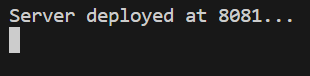 Server deployed at 8081...